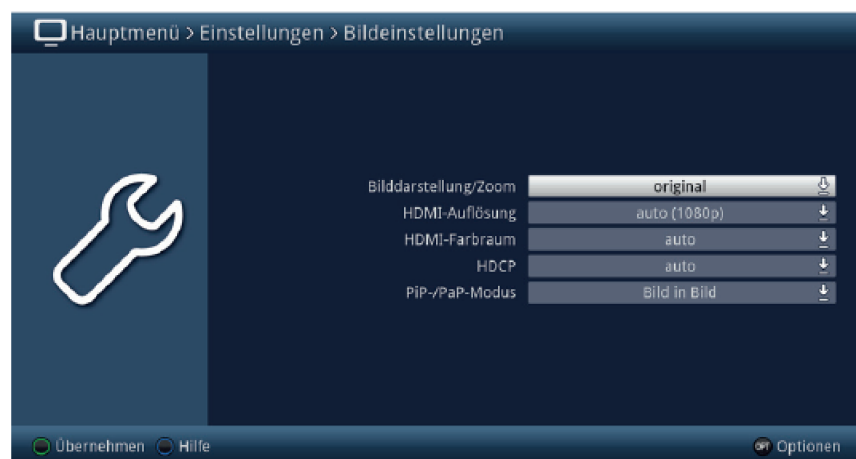 Hauptmenü > Einstellungen > Bildeinstellungen
Bilddarstellung/Zoom original
HDMI-Auflösung auto (1080p)
HDMI-Farbraum auto
HDCP auto
PiP-/PaP-Modus Bild in Bild
Übernehmen Hilfe OPT Optionen